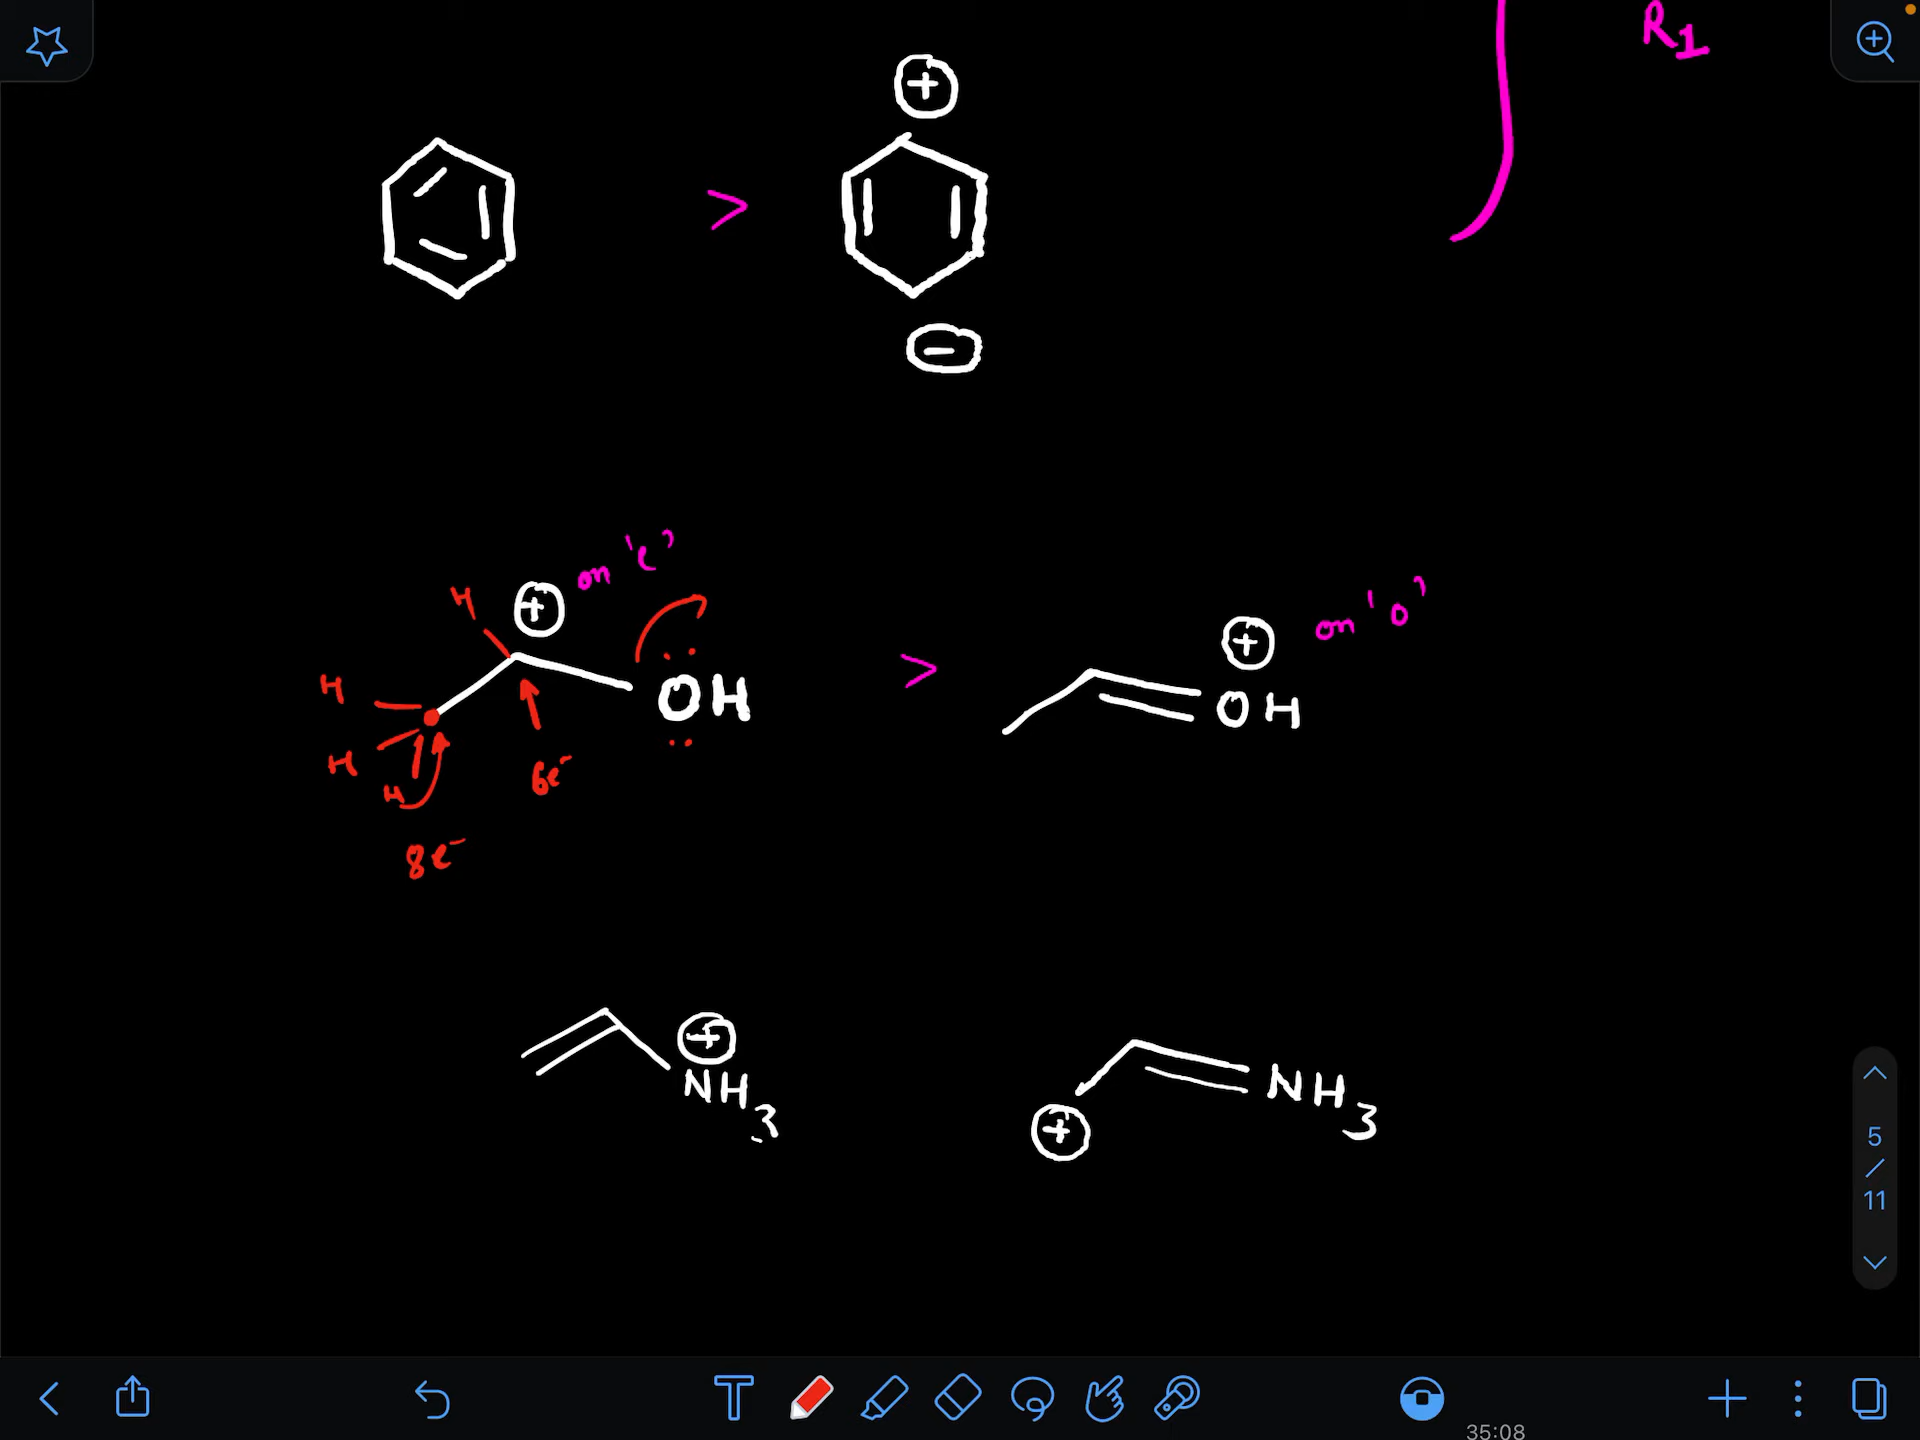 R1
+
>
-
on 'C'
H
+
OH
H
H
H
6e-
8e-
>
+
on 'O'
OH
+
NH3
+
NH3
5
/
11
T
35:08